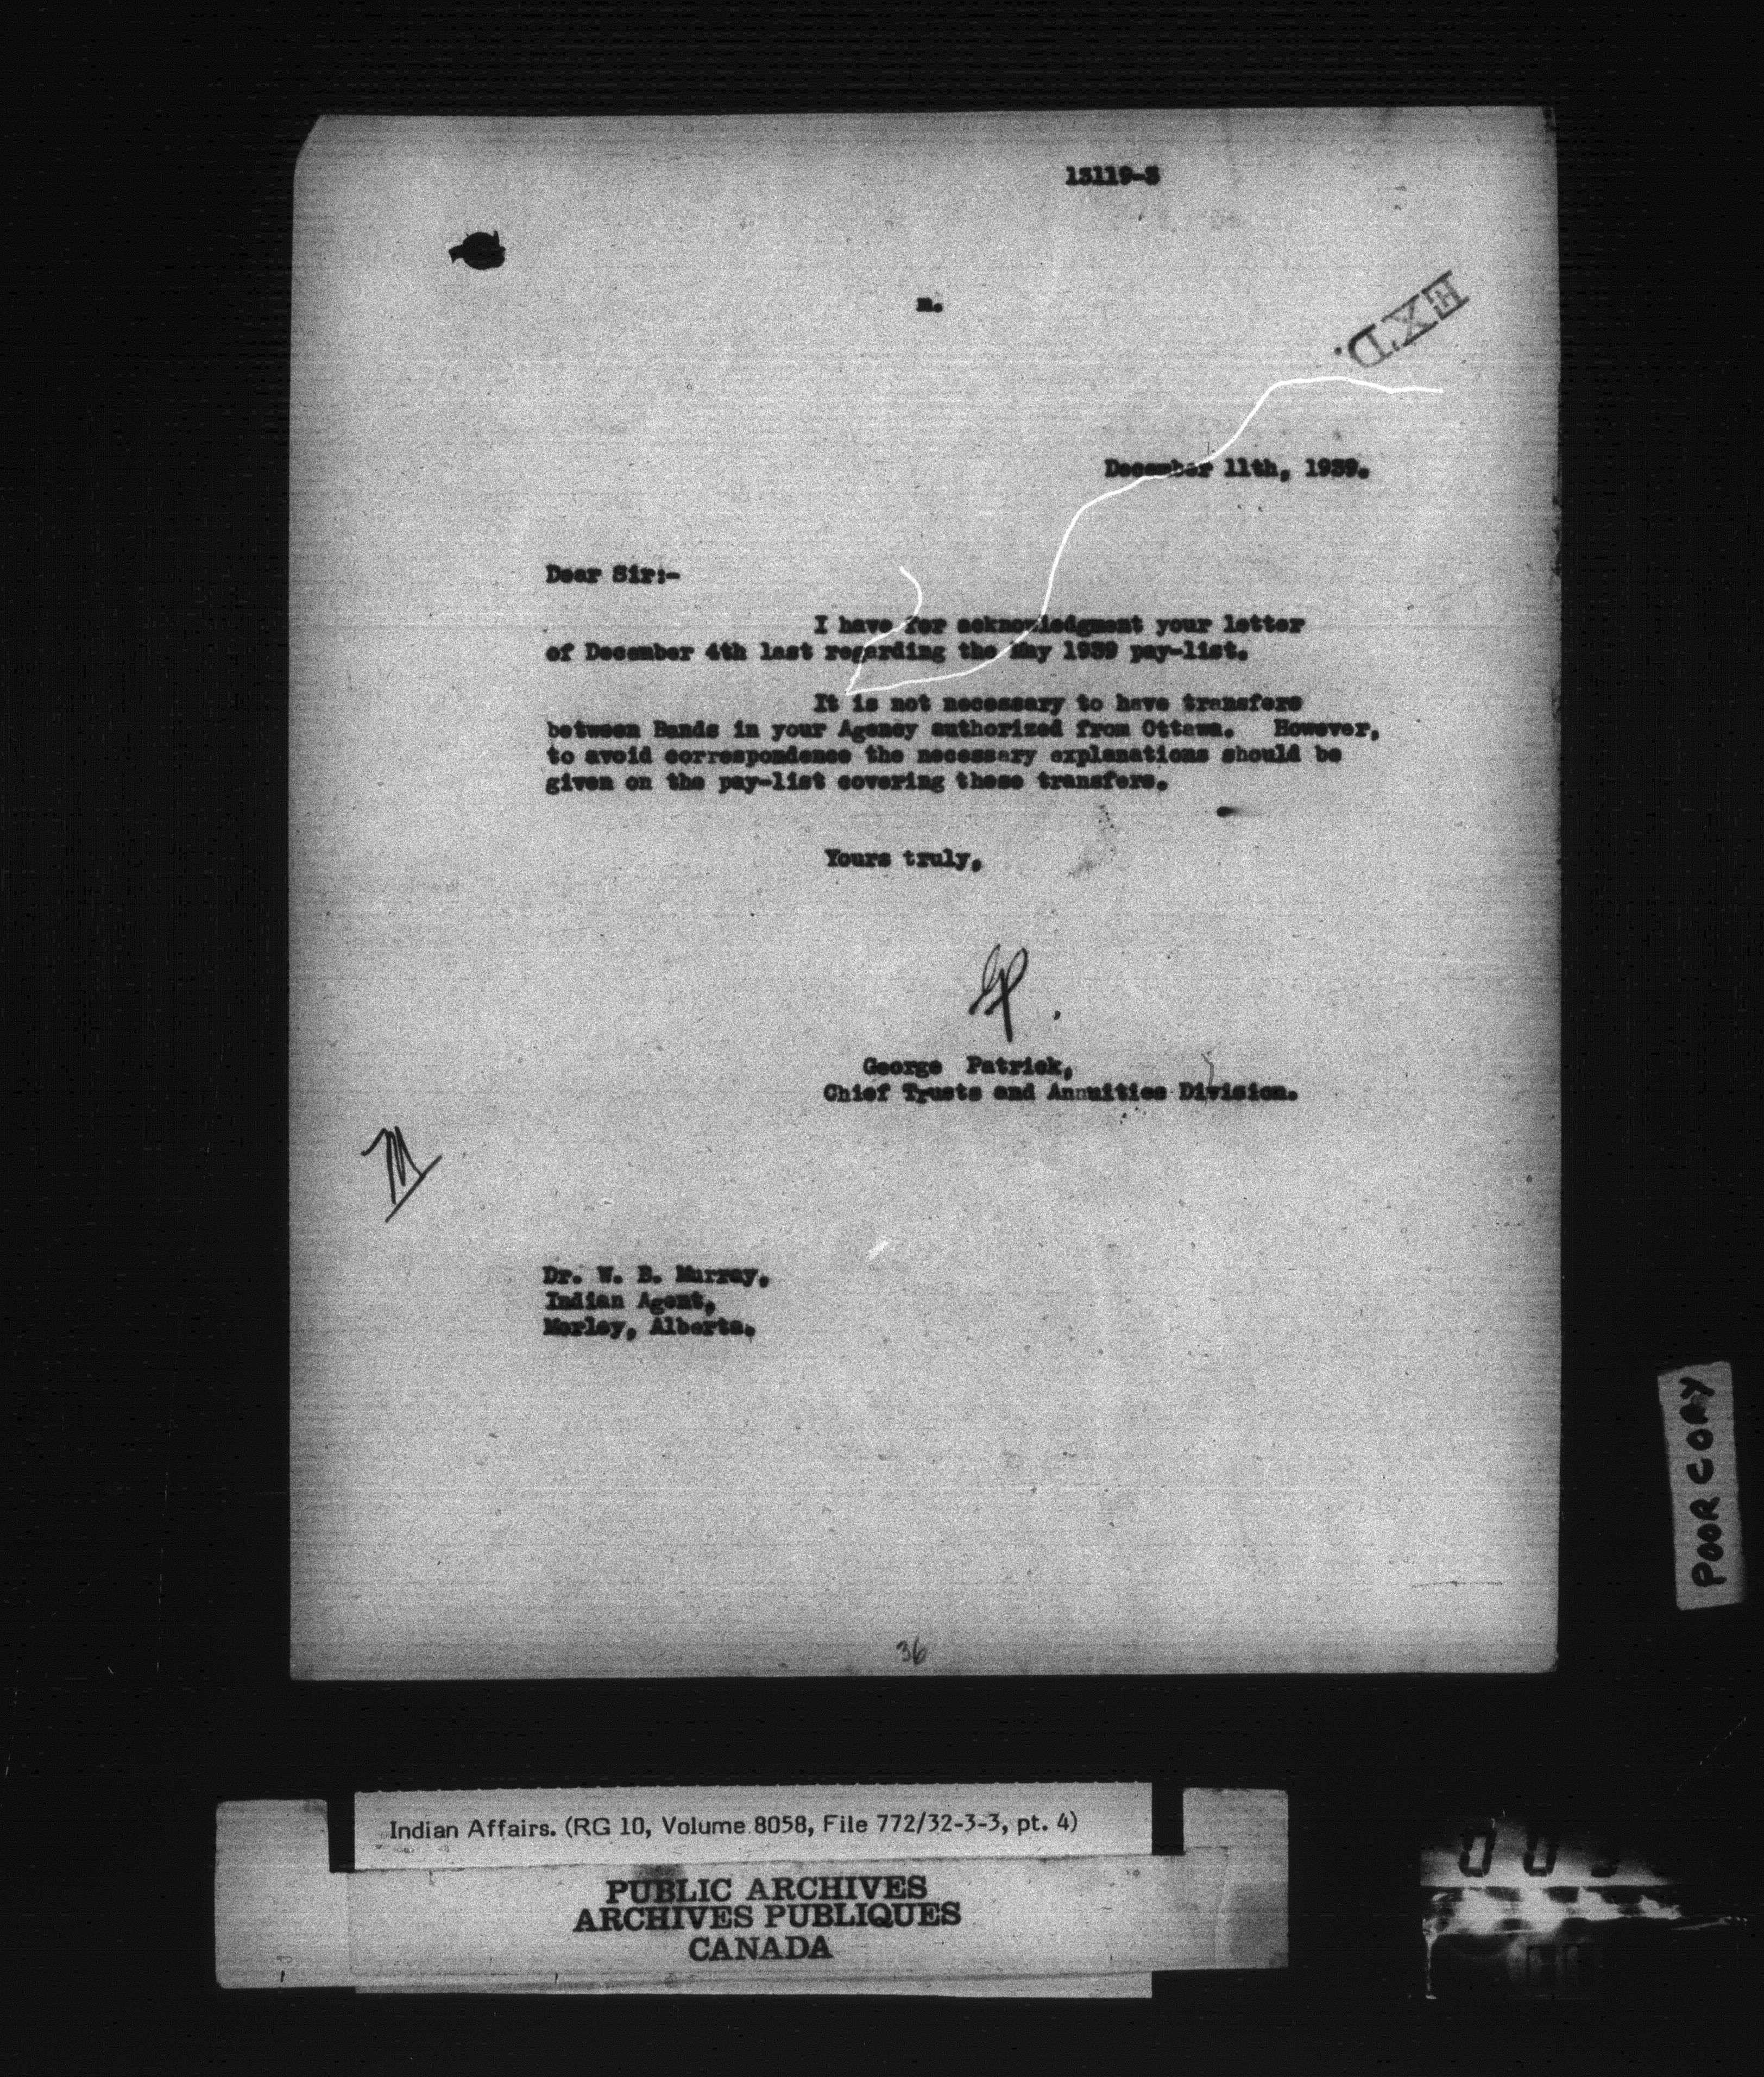 13119-3
m.
EXD.
December 11th, 1939.
Dear Sir:-
I have for acknowledgment your letter
of December 4th last regarding the May 1939 pay-list.
It is not necessary to have transfers
between Bands in your Agency authorized from Ottawa. However,
to avoid correspondence the necessary explanations should be
given on the pay-list covering these transfers.
Yours truly,
GP.
George Patrick,
Chief Trusts and Annuities Division.
M
Dr. W. B. Murray,
Indian Agent,
Morley, Alberta.
36
POOR COPY
Indian Affairs. (RG 10, Volume 8058, File 772/32-3-3, pt. 4)
PUBLIC ARCHIVES
ARCHIVES PUBLIQUES
CANADA